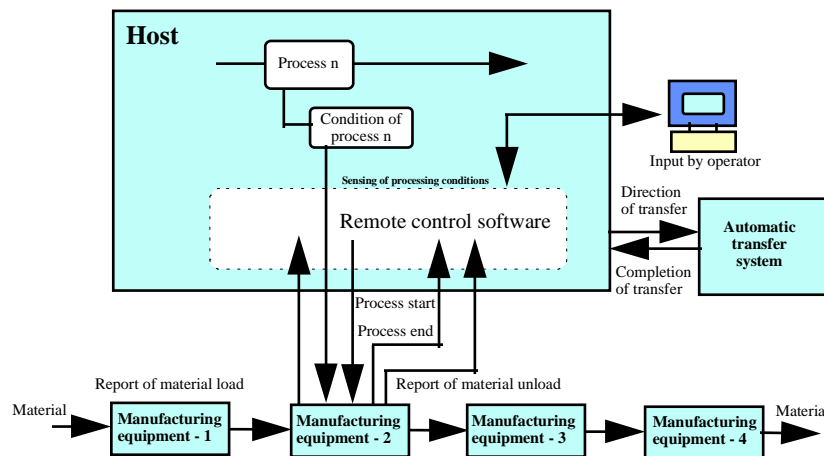 Host
Process n
Condition of
process n
Sensing of processing conditions
Remote control software
Input by operator
Direction
of transfer
Automatic
transfer
system
Completion
of transfer
Process start
Process end
Report of material load
Report of material unload
Material
Manufacturing
equipment - 1
Manufacturing
equipment - 2
Manufacturing
equipment - 3
Manufacturing
equipment - 4
Material